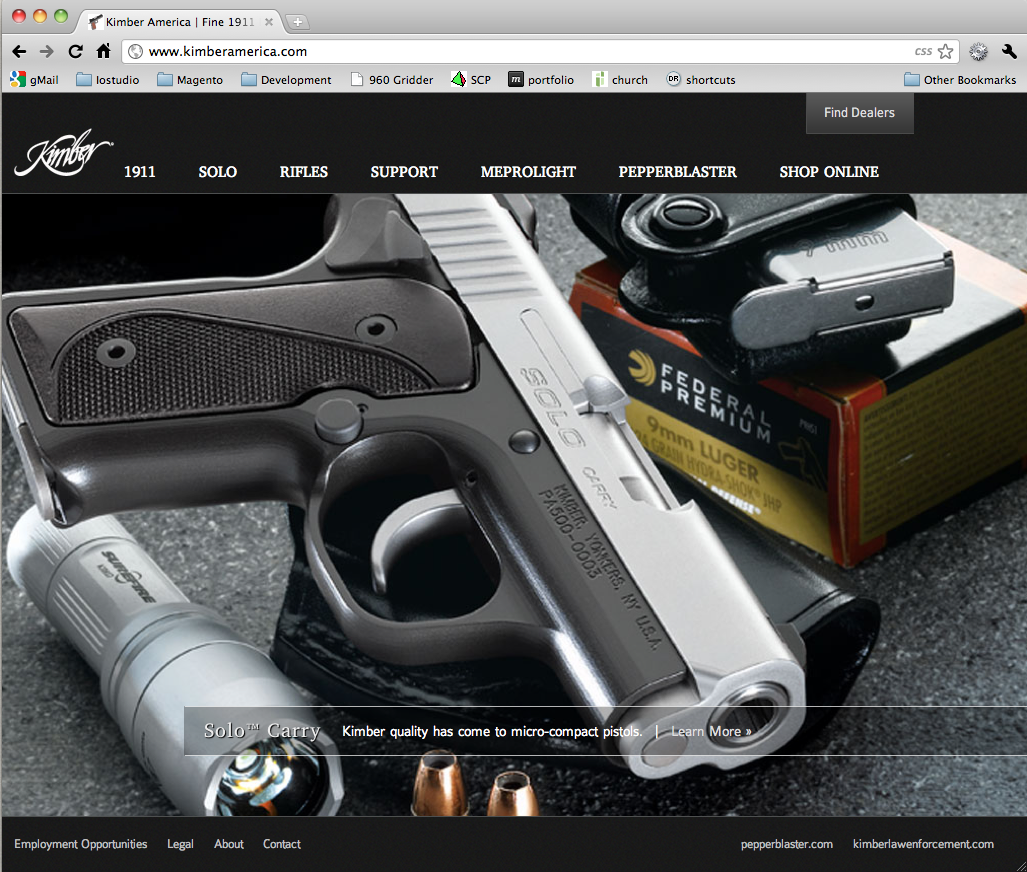 Kimber America | Fine 1911
www.kimberamerica.com
css
gMail
lostudio
Magento
Development
960 Gridder
SCP
m
portfolio
church
DR
shortcuts
Other Bookmarks
Find Dealers
Kimber
1911
SOLO
RIFLES
SUPPORT
MEPROLIGHT
PEPPERBLASTER
SHOP ONLINE
9mm
FEDERAL
PREMIUM
9mm LUGER
GRAIN HYDRA-SHOK JHP
SOLO
CARRY
KIMBER, YONKERS, NY U.S.A.
PA500-0003
SUREFIRE
Solo™ Carry
Kimber quality has come to micro-compact pistols. | Learn More »
Employment Opportunities
Legal
About
Contact
pepperblaster.com
kimberlawenforcement.com